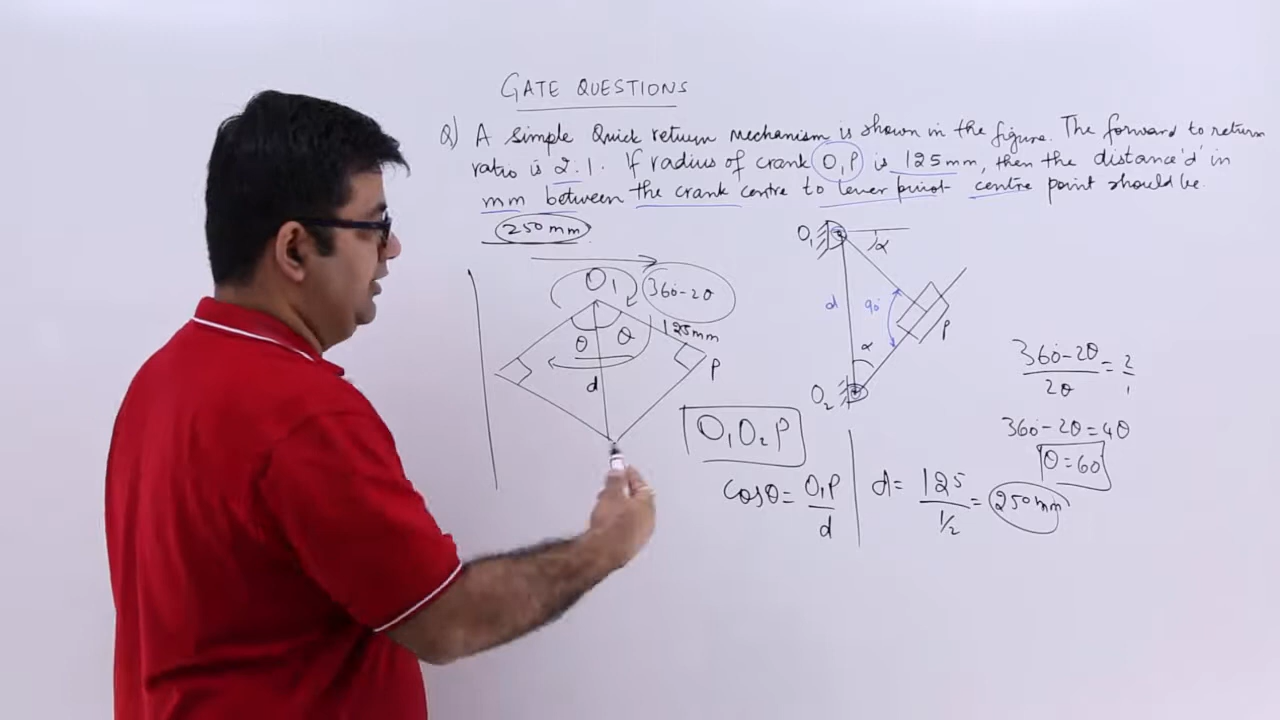 GATE QUESTIONS
Q) A simple Quick return mechanism is shown in the figure. The forward to return
ratio is 2:1. If radius of crank O₁P is 125mm, then the distance 'd' in
mm between the crank centre to lever pivot centre point should be.
250 mm.
O₁
360-2θ
θ
θ
125mm
d
P
O₁
α
d
90°
P
α
O₂
O₁O₂P
cosθ = O₁P/d
d = 125/½ = 250mm
360-2θ/2θ = 2/1
360-2θ = 4θ
θ = 60